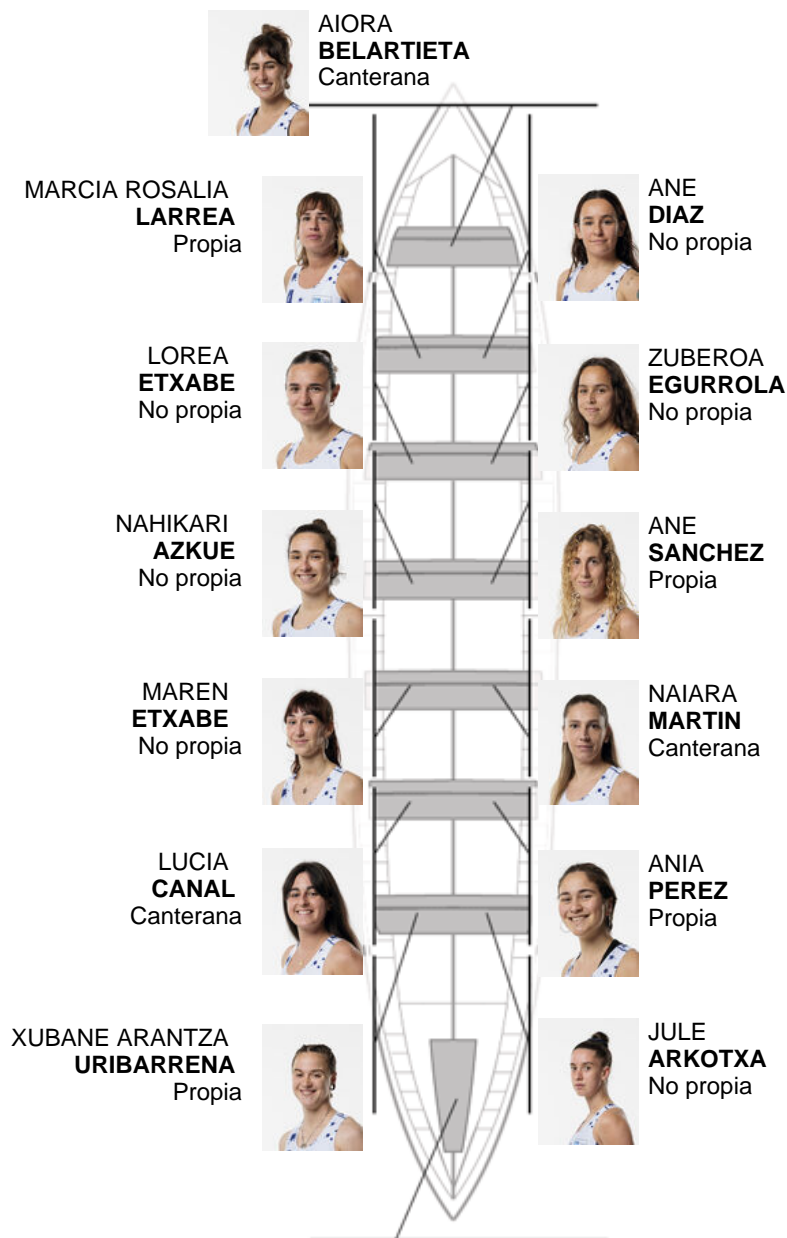 AIORA
BELARTIETA
Canterana
MARCIA ROSALIA
LARREA
Propia
ANE
DIAZ
No propia
LOREA
ETXABE
No propia
ZUBEROA
EGURROLA
No propia
NAHIKARI
AZKUE
No propia
ANE
SANCHEZ
Propia
MAREN
ETXABE
No propia
NAIARA
MARTIN
Canterana
LUCIA
CANAL
Canterana
ANIA
PEREZ
Propia
XUBANE ARANTZA
URIBARRENA
Propia
JULE
ARKOTXA
No propia